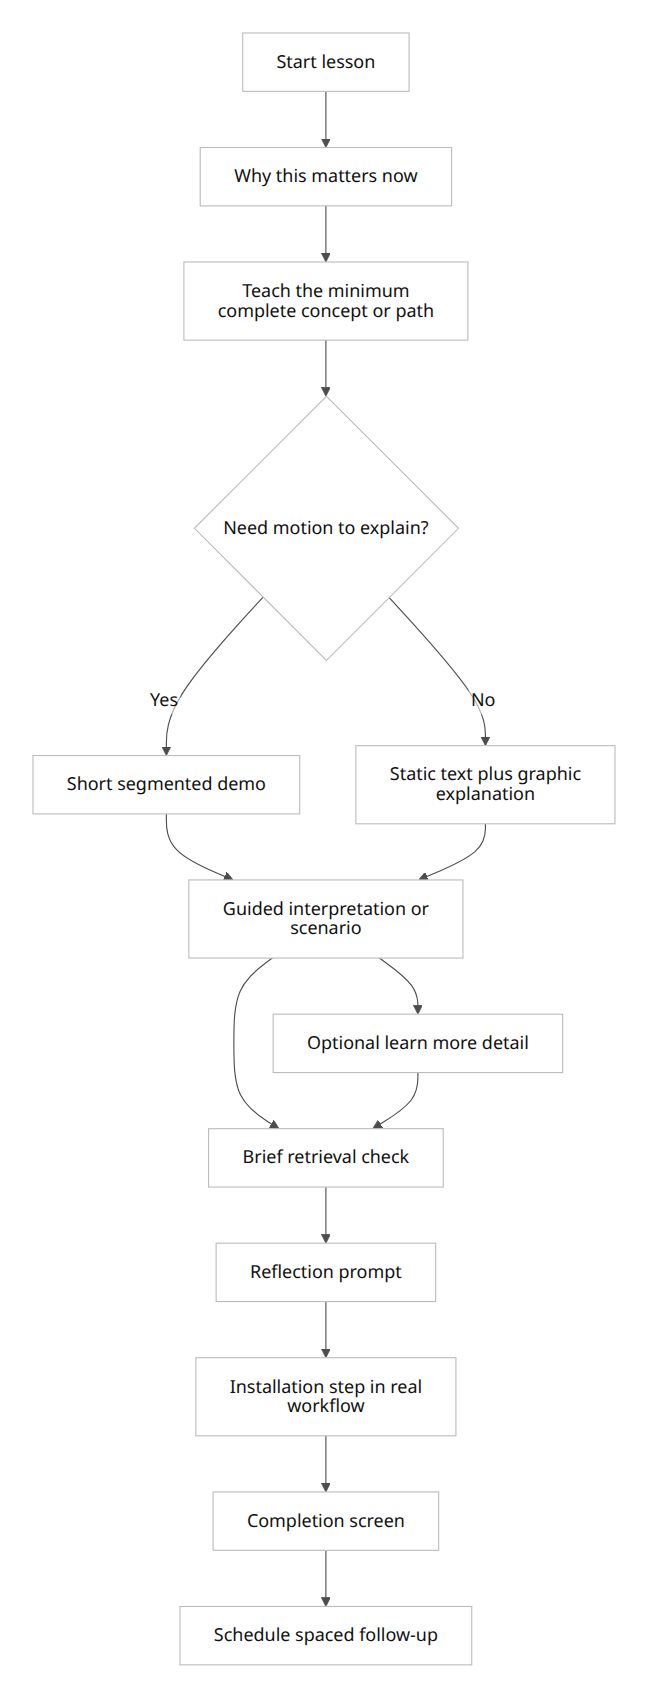 Start lesson
Why this matters now
Teach the minimum
complete concept or path
Need motion to explain?
Yes
No
Short segmented demo
Static text plus graphic
explanation
Guided interpretation or
scenario
Optional learn more detail
Brief retrieval check
Reflection prompt
Installation step in real
workflow
Completion screen
Schedule spaced follow-up